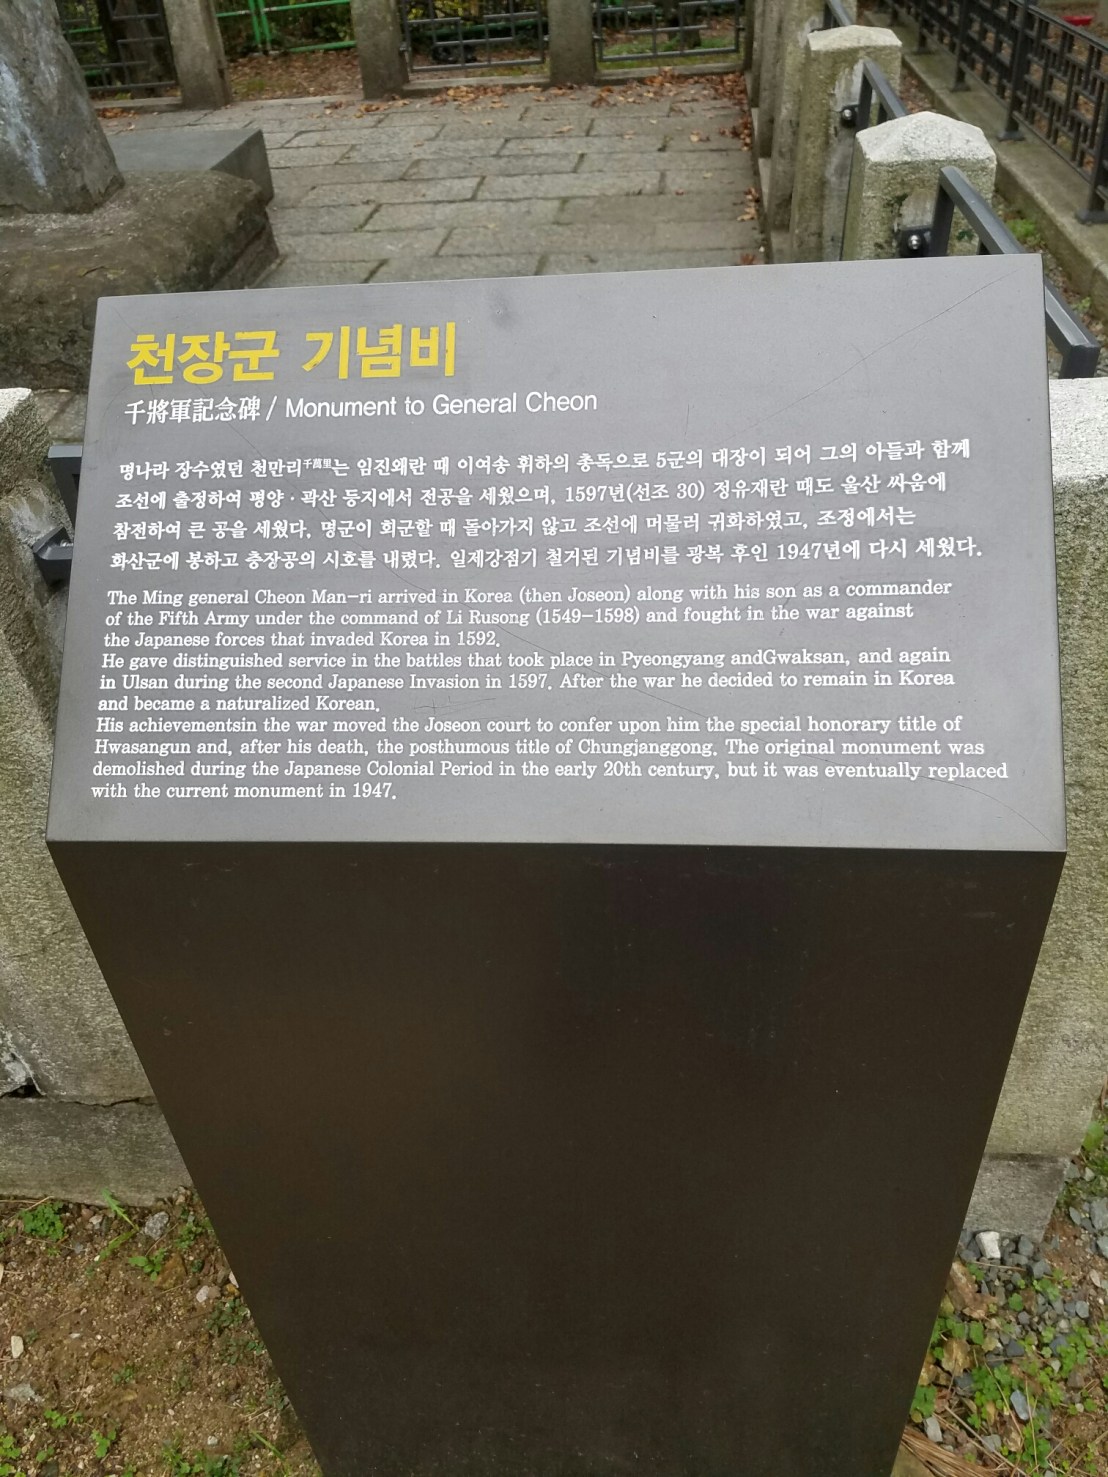 천장군 기념비
千將軍記念碑 / Monument to General Cheon
명나라 장수였던 천만리千萬里는 임진왜란 때 이여송 휘하의 총독으로 5군의 대장이 되어 그의 아들과 함께
조선에 출정하여 평양 · 곽산 등지에서 전공을 세웠으며, 1597년(선조 30) 정유재란 때도 울산 싸움에
참전하여 큰 공을 세웠다. 명군이 회군할 때 돌아가지 않고 조선에 머물러 귀화하였고, 조정에서는
화산군에 봉하고 충장공의 시호를 내렸다. 일제강점기 철거된 기념비를 광복 후인 1947년에 다시 세웠다.
The Ming general Cheon Man-ri arrived in Korea (then Joseon) along with his son as a commander
of the Fifth Army under the command of Li Rusong (1549-1598) and fought in the war against
the Japanese forces that invaded Korea in 1592.
He gave distinguished service in the battles that took place in Pyeongyang andGwaksan, and again
in Ulsan during the second Japanese Invasion in 1597. After the war he decided to remain in Korea
and became a naturalized Korean.
His achievementsin the war moved the Joseon court to confer upon him the special honorary title of
Hwasangun and, after his death, the posthumous title of Chungjanggong. The original monument was
demolished during the Japanese Colonial Period in the early 20th century, but it was eventually replaced
with the current monument in 1947.